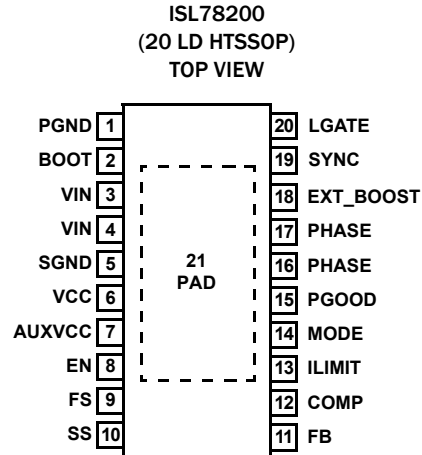 ISL78200
(20 LD HTSSOP)
TOP VIEW
PGND 1
BOOT 2
VIN 3
VIN 4
SGND 5
VCC 6
AUXVCC 7
EN 8
FS 9
SS 10
21
PAD
20 LGATE
19 SYNC
18 EXT_BOOST
17 PHASE
16 PHASE
15 PGOOD
14 MODE
13 ILIMIT
12 COMP
11 FB